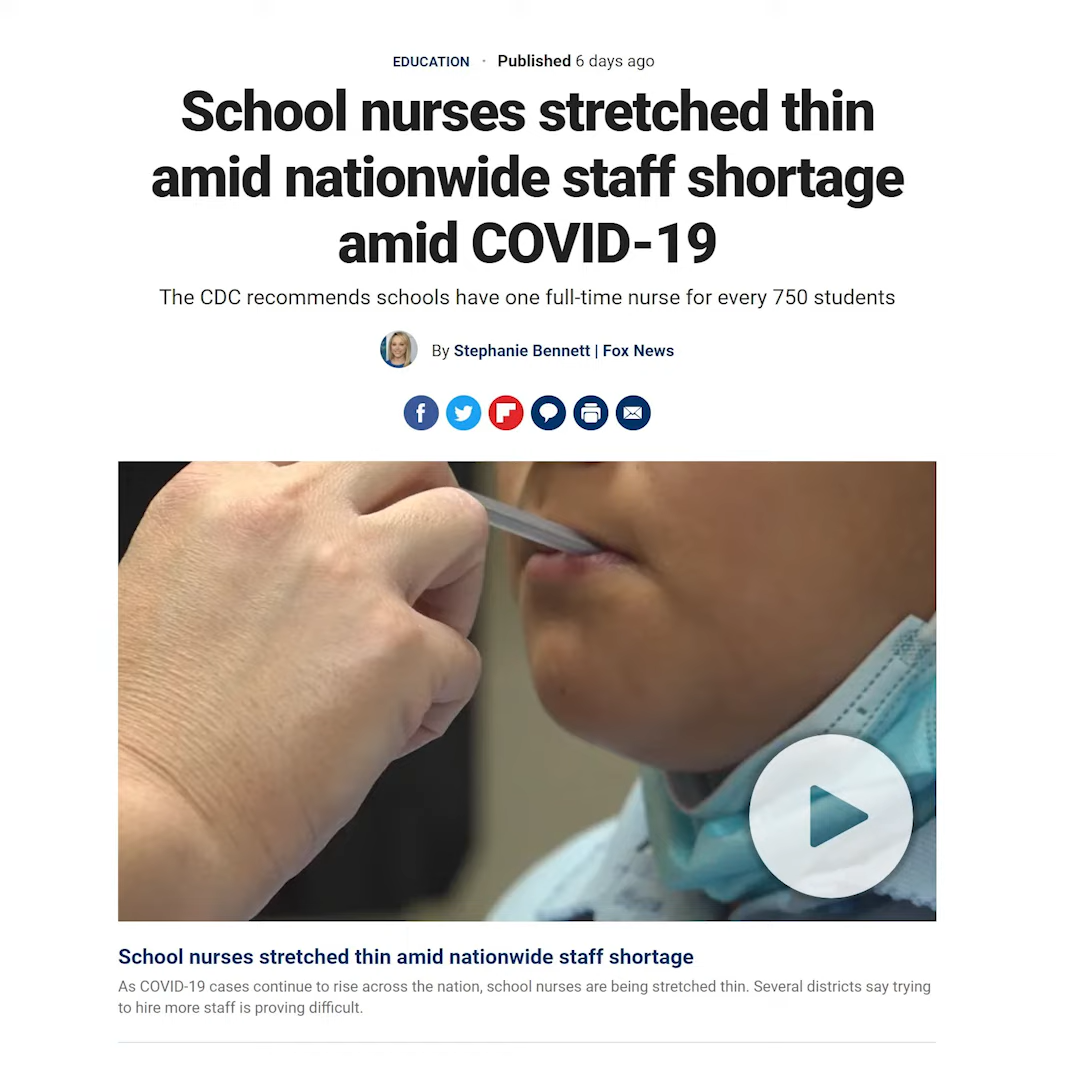 EDUCATION · Published 6 days ago
School nurses stretched thin
amid nationwide staff shortage
amid COVID-19
The CDC recommends schools have one full-time nurse for every 750 students
By Stephanie Bennett | Fox News
School nurses stretched thin amid nationwide staff shortage
As COVID-19 cases continue to rise across the nation, school nurses are being stretched thin. Several districts say trying
to hire more staff is proving difficult.